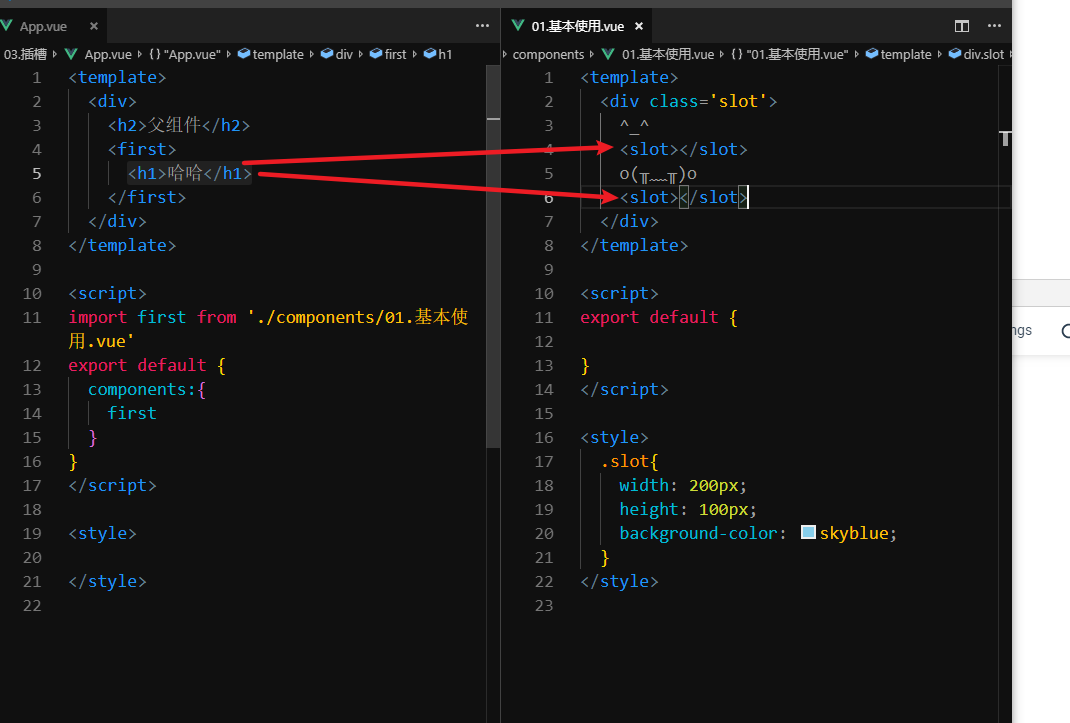 App.vue × ···
03.插槽 › App.vue › {} "App.vue" › template › div › first › h1
1 <template>
2 <div>
3 <h2>父组件</h2>
4 <first>
5 <h1>哈哈</h1>
6 </first>
7 </div>
8 </template>
9
10 <script>
11 import first from './components/01.基本使
用.vue'
12 export default {
13 components:{
14 first
15 }
16 }
17 </script>
18
19 <style>
20
21 </style>
22
01.基本使用.vue × ···
› components › 01.基本使用.vue › {} "01.基本使用.vue" › template › div.slot ›
1 <template>
2 <div class='slot'>
3 ^_^
4 <slot></slot>
5 o(╥﹏╥)o
6 <slot></slot>
7 </div>
8 </template>
9
10 <script>
11 export default {
12
13 }
14 </script>
15
16 <style>
17 .slot{
18 width: 200px;
19 height: 100px;
20 background-color: skyblue;
21 }
22 </style>
23
ngs